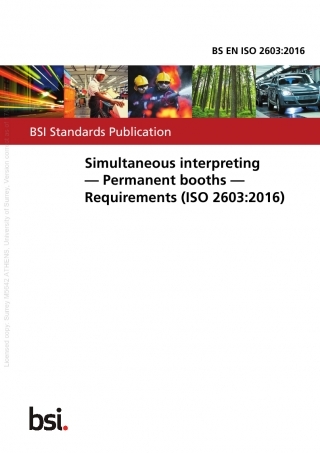 BS EN ISO 2603:2016
BSI Standards Publication
Simultaneous interpreting
— Permanent booths —
Requirements (ISO 2603:2016)
bsi.